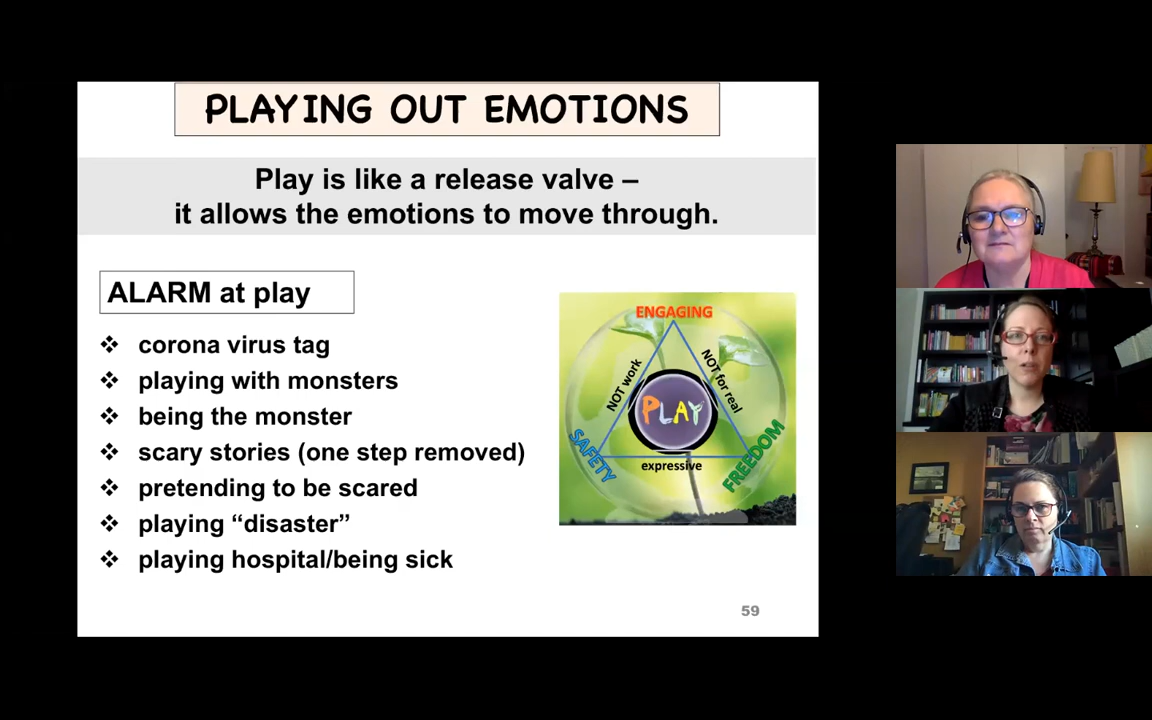 PLAYING OUT EMOTIONS
Play is like a release valve –
it allows the emotions to move through.
ALARM at play
❖ corona virus tag
❖ playing with monsters
❖ being the monster
❖ scary stories (one step removed)
❖ pretending to be scared
❖ playing “disaster”
❖ playing hospital/being sick
ENGAGING
NOT work
NOT for real
PLAY
SAFETY
expressive
FREEDOM
59